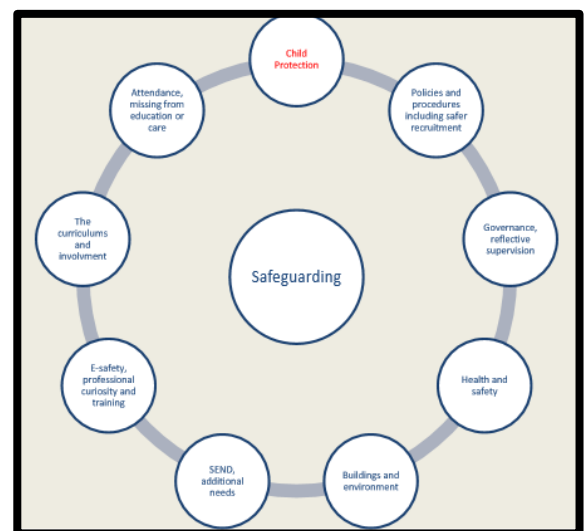 Child
Protection
Policies and
procedures
including safer
recruitment
Governance,
reflective
supervision
Health and
safety
Buildings and
environment
SEND,
additional
needs
E-safety,
professional
curiosity and
training
The
curriculums
and
involvment
Attendance,
missing from
education or
care
Safeguarding